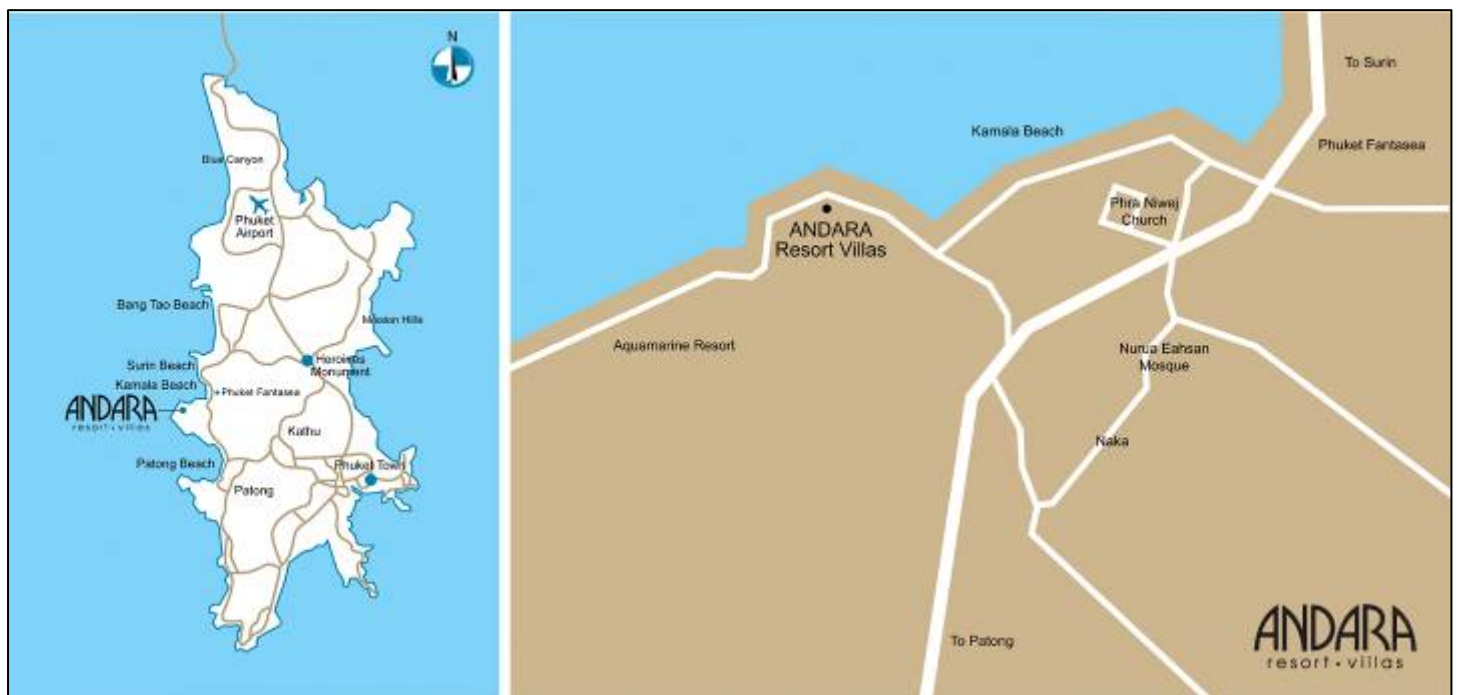 N
Blue Canyon
Phuket
Airport
Bang Tao Beach
Mission Hills
Surin Beach
Heroines
Monument
Kamala Beach
Phuket Fantasea
ANDARA
resort • villas
Kathu
Patong Beach
Phuket Town
Patong
To Surin
Kamala Beach
Phuket Fantasea
Phra Niwej
Church
ANDARA
Resort Villas
Aquamarine Resort
Nurua Eahsan
Mosque
Naka
To Patong
ANDARA
resort • villas